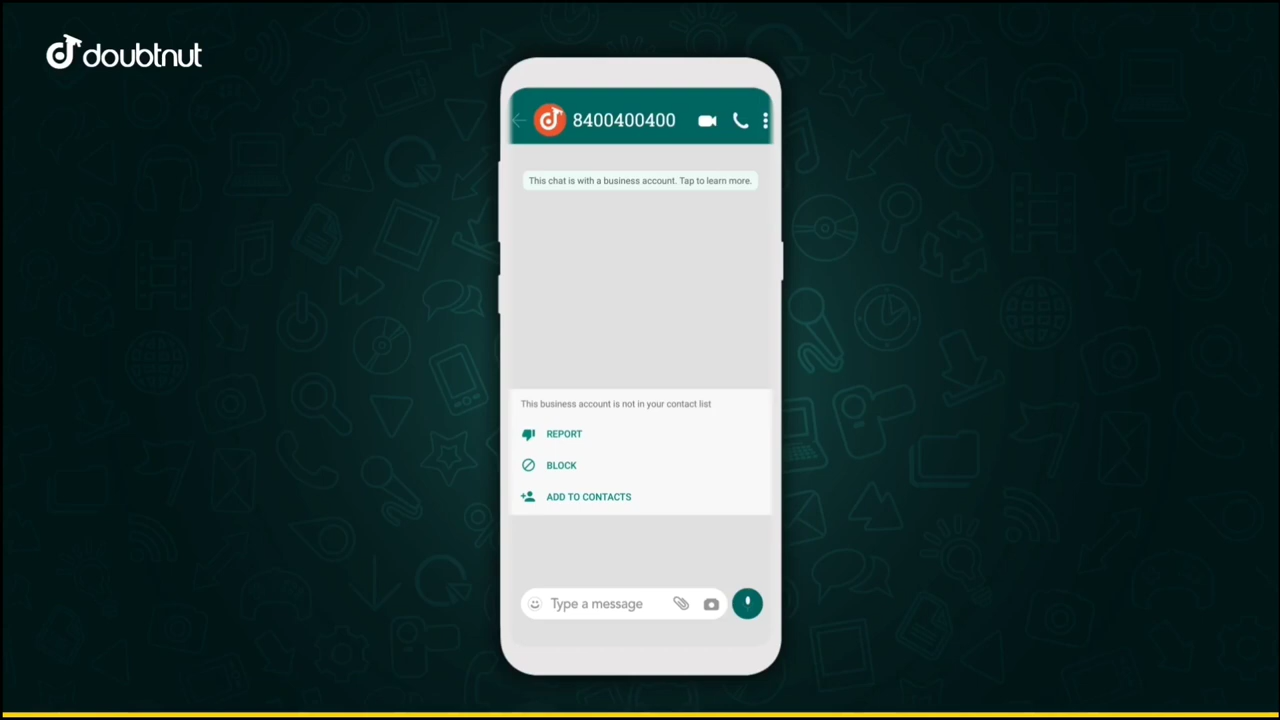 doubtnut
8400400400
This chat is with a business account. Tap to learn more.
This business account is not in your contact list
REPORT
BLOCK
ADD TO CONTACTS
Type a message